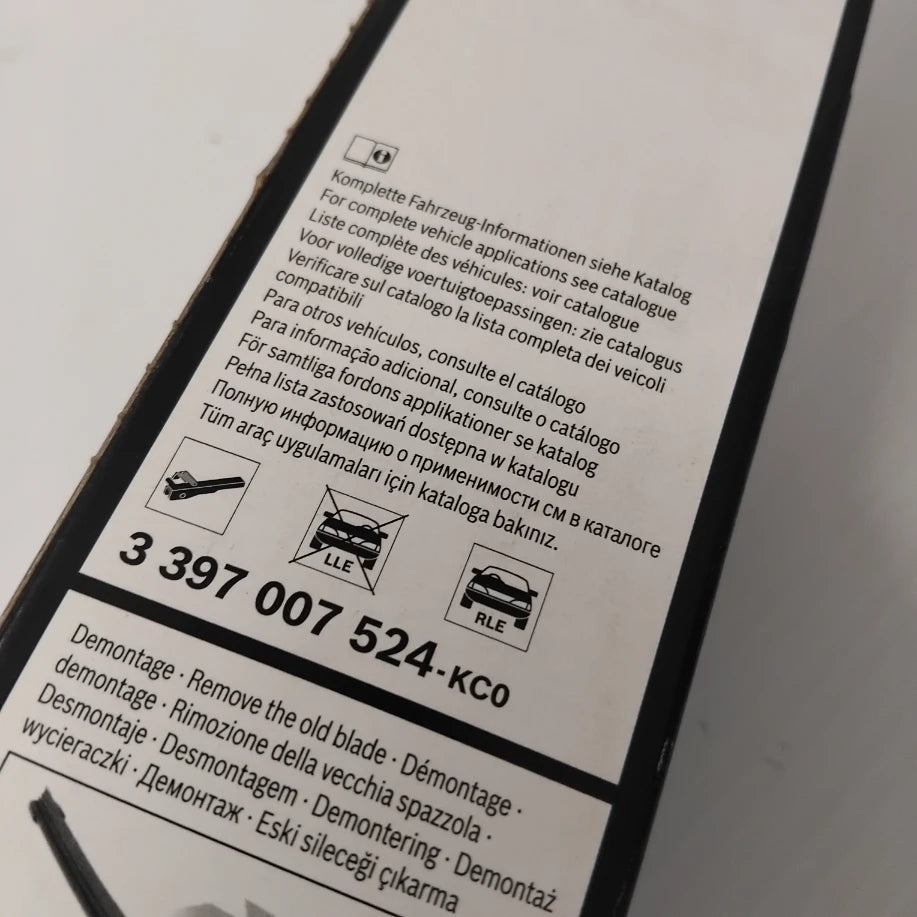 Komplette Fahrzeug-Informationen siehe Katalog
For complete vehicle applications see catalogue
Liste complète des véhicules: voir catalogue
Voor volledige voertuigtoepassingen: zie catalogus
Verificare sul catalogo la lista completa dei veicoli
compatibili
Para otros vehículos, consulte el catálogo
Para informação adicional, consulte o catálogo
För samtliga fordons applikationer se katalog
Pełna lista zastosowań dostępna w katalogu
Полную информацию о применимости см в каталоге
Tüm araç uygulamaları için kataloga bakınız.
LLE
RLE
3 397 007 524-KC0
Demontage · Remove the old blade · Démontage ·
demontage · Rimozione della vecchia spazzola ·
Desmontaje · Desmontagem · Demontering · Demontaż
wycieraczki · Демонтаж · Eski sileceği çıkarma